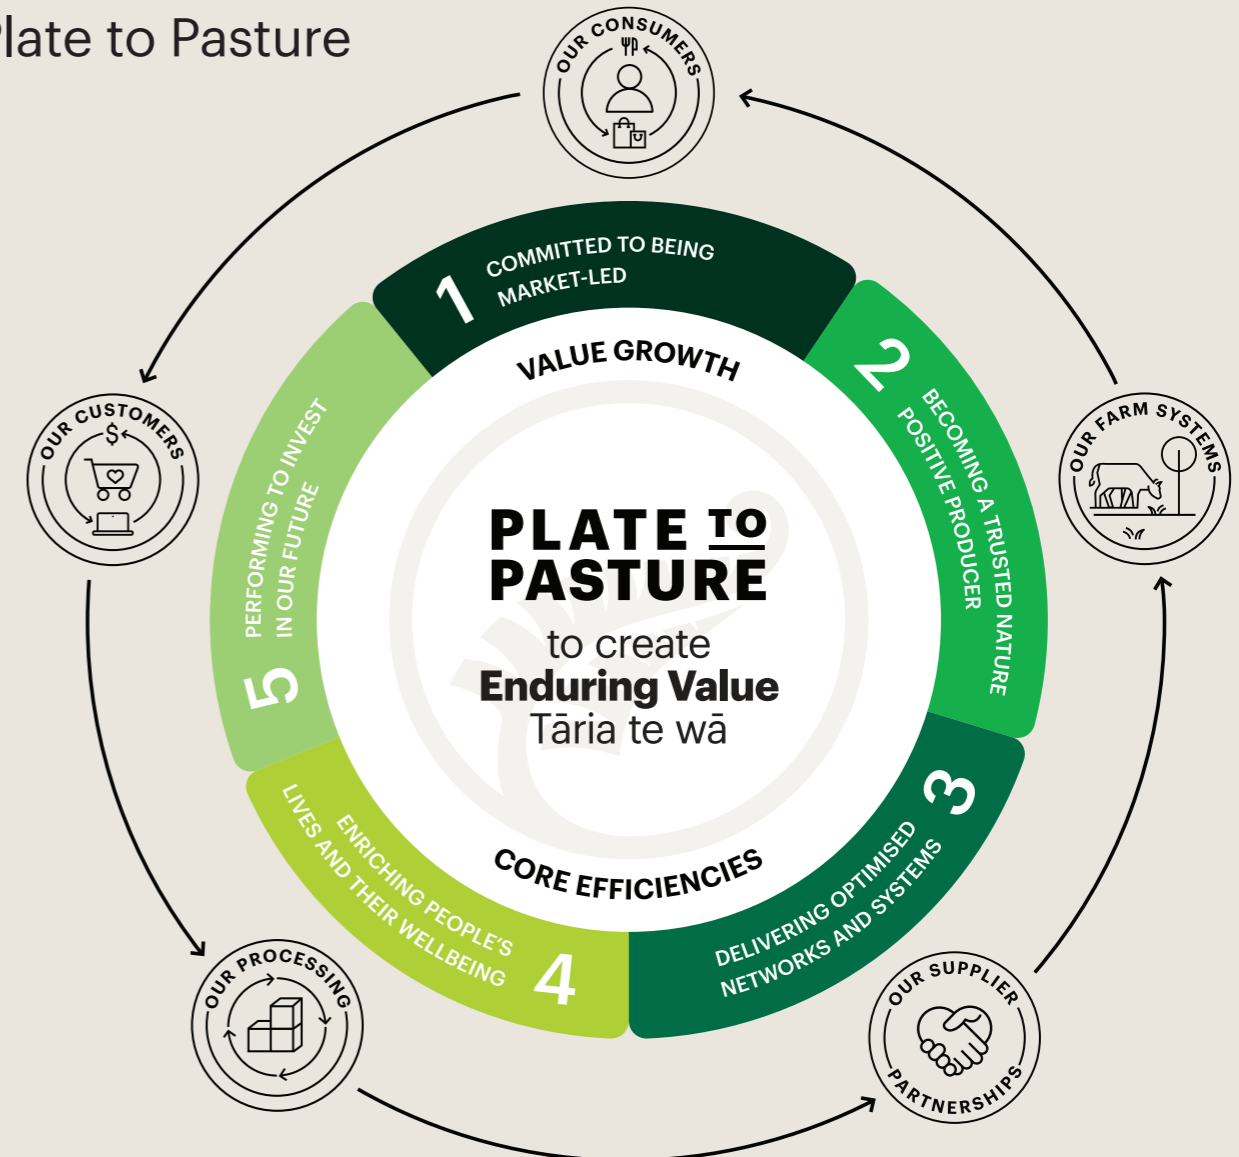 Plate to Pasture
OUR CONSUMERS
1
COMMITTED TO BEING
MARKET-LED
VALUE GROWTH
2
BECOMING A TRUSTED NATURE
POSITIVE PRODUCER
OUR FARM SYSTEMS
OUR CUSTOMERS
$
5
PERFORMING TO INVEST
IN OUR FUTURE
PLATE TO
PASTURE
to create
Enduring Value
Tāria te wā
CORE EFFICIENCIES
3
DELIVERING OPTIMISED
NETWORKS AND SYSTEMS
4
ENRICHING PEOPLE'S
LIVES AND THEIR WELLBEING
OUR PROCESSING
OUR SUPPLIER
PARTNERSHIPS